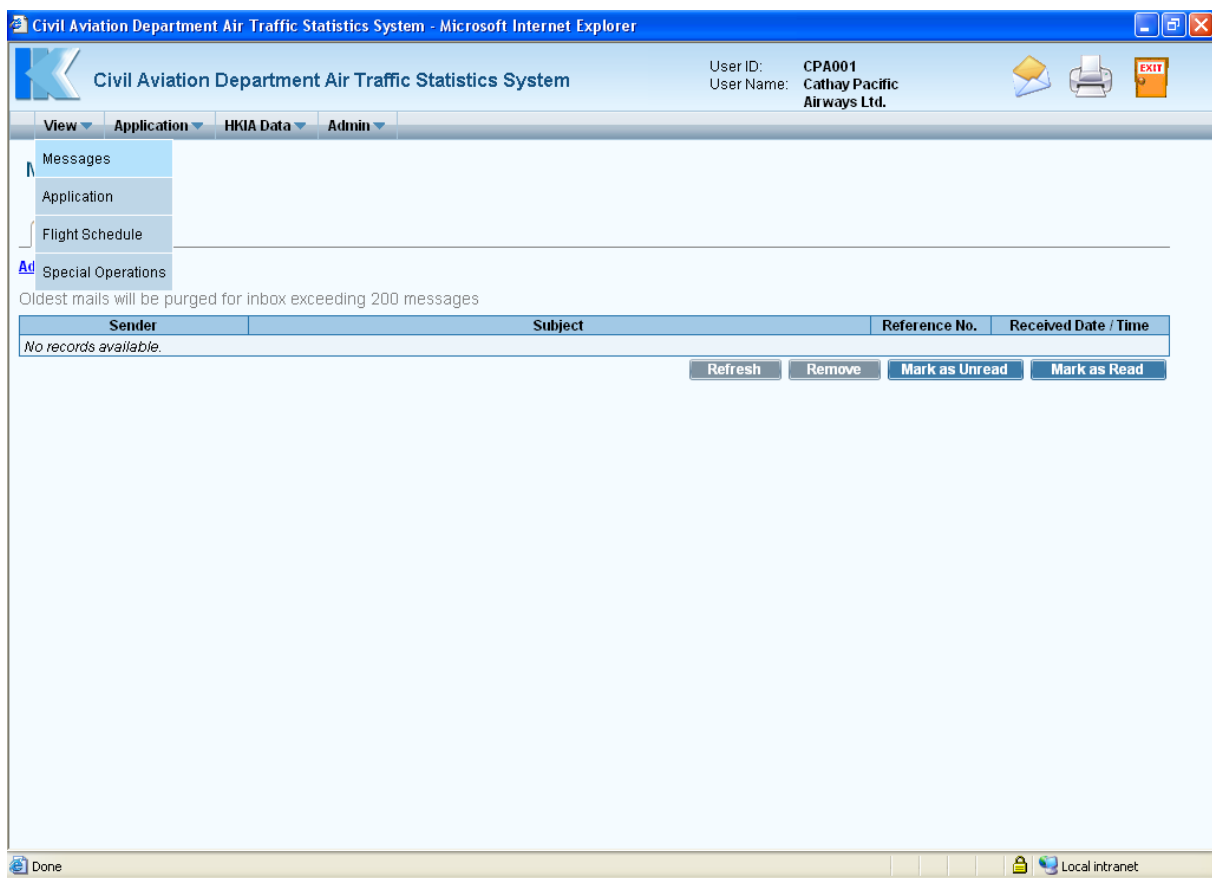 Civil Aviation Department Air Traffic Statistics System - Microsoft Internet Explorer
Civil Aviation Department Air Traffic Statistics System
User ID: CPA001
User Name: Cathay Pacific
Airways Ltd.
EXIT
View Application HKIA Data Admin
Messages
Application
Flight Schedule
Special Operations
Oldest mails will be purged for inbox exceeding 200 messages
Sender Subject Reference No. Received Date / Time
No records available.
Refresh Remove Mark as Unread Mark as Read
Done Local intranet